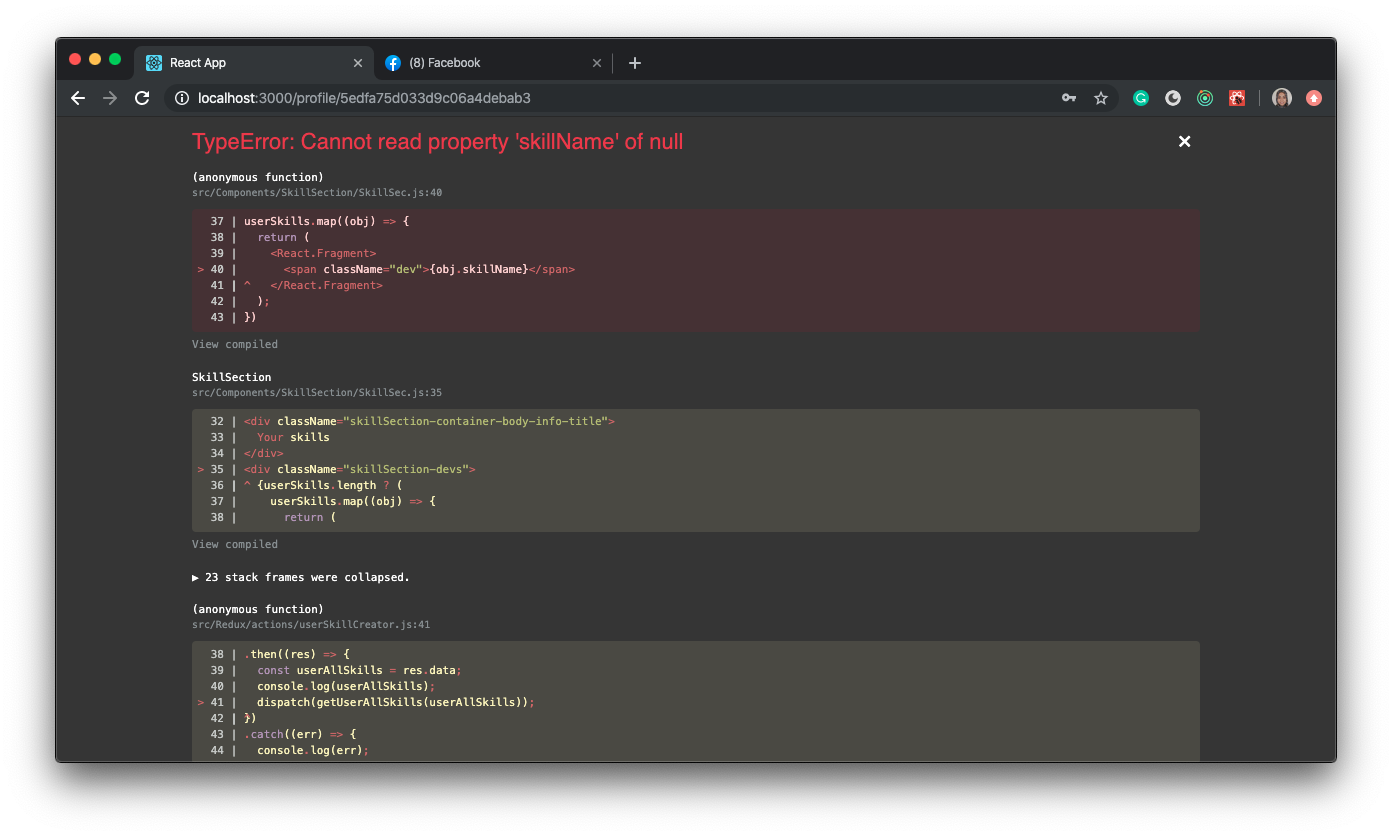 React App
(8) Facebook
localhost:3000/profile/5edfa75d033d9c06a4debab3
TypeError: Cannot read property 'skillName' of null
(anonymous function)
src/Components/SkillSection/SkillSec.js:40
37 | userSkills.map((obj) => {
38 |   return (
39 |     <React.Fragment>
> 40 |       <span className="dev">{obj.skillName}</span>
41 | ^   </React.Fragment>
42 |   );
43 | })
View compiled
SkillSection
src/Components/SkillSection/SkillSec.js:35
32 | <div className="skillSection-container-body-info-title">
33 |   Your skills
34 | </div>
> 35 | <div className="skillSection-devs">
36 | ^ {userSkills.length ? (
37 |     userSkills.map((obj) => {
38 |       return (
View compiled
▶ 23 stack frames were collapsed.
(anonymous function)
src/Redux/actions/userSkillCreator.js:41
38 | .then((res) => {
39 |   const userAllSkills = res.data;
40 |   console.log(userAllSkills);
> 41 |   dispatch(getUserAllSkills(userAllSkills));
42 | })
43 | .catch((err) => {
44 |   console.log(err);